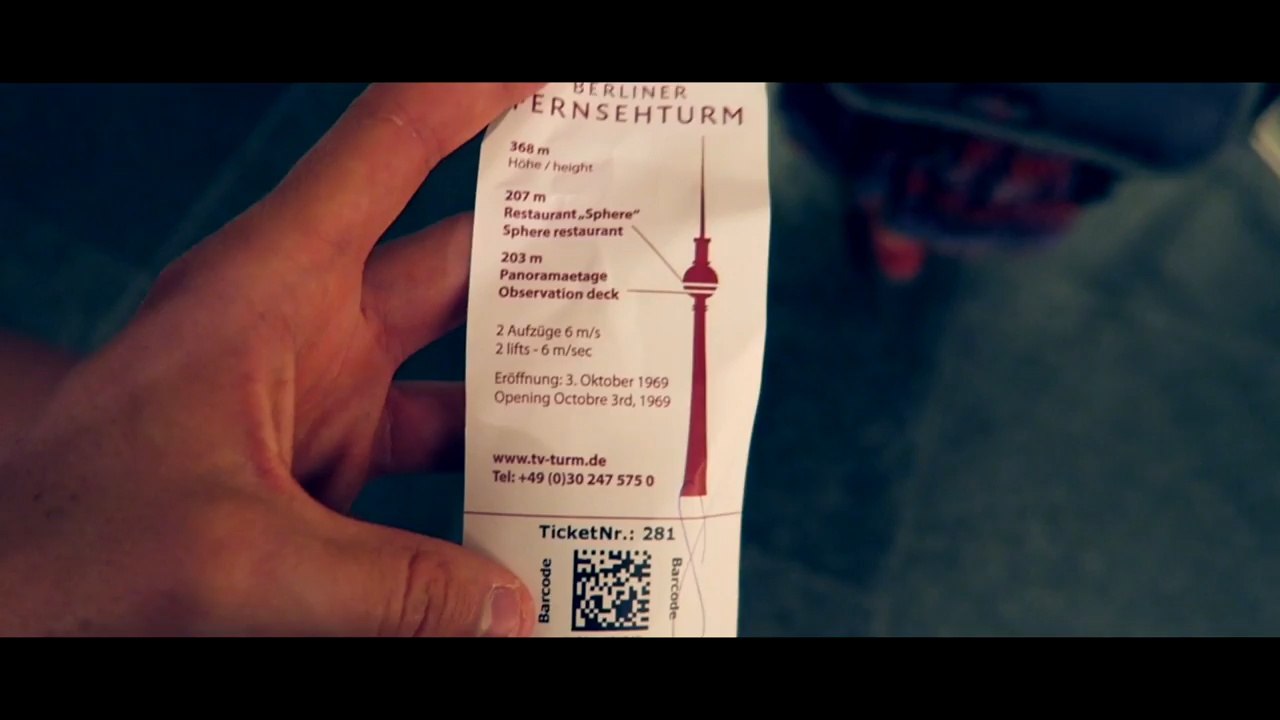 BERLINER
FERNSEHTURM
368 m
Höhe / height
207 m
Restaurant „Sphere“
Sphere restaurant
203 m
Panoramaetage
Observation deck
2 Aufzüge 6 m/s
2 lifts - 6 m/sec
Eröffnung: 3. Oktober 1969
Opening Octobre 3rd, 1969
www.tv-turm.de
Tel: +49 (0)30 247 575 0
TicketNr.: 281
Barcode
Barcode